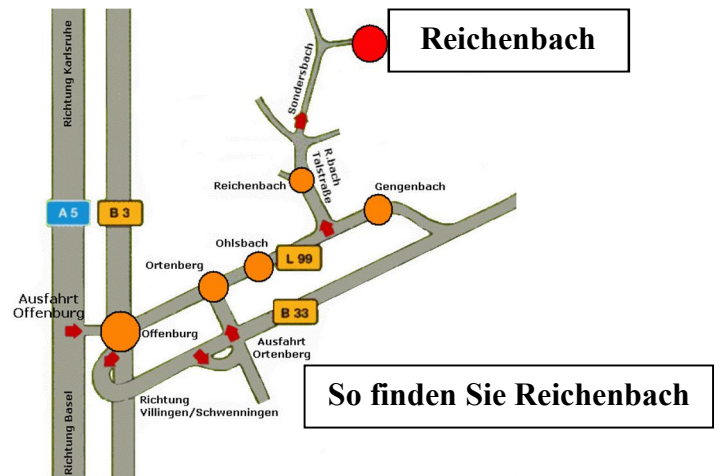 Reichenbach
Richtung Karlsruhe
Sondersbach
R.bach
Talstraße
Reichenbach
Gengenbach
A 5
B 3
Ohlsbach
L 99
Ortenberg
Ausfahrt
Offenburg
B 33
Offenburg
Ausfahrt
Ortenberg
Richtung
Villingen/Schwenningen
Richtung Basel
So finden Sie Reichenbach